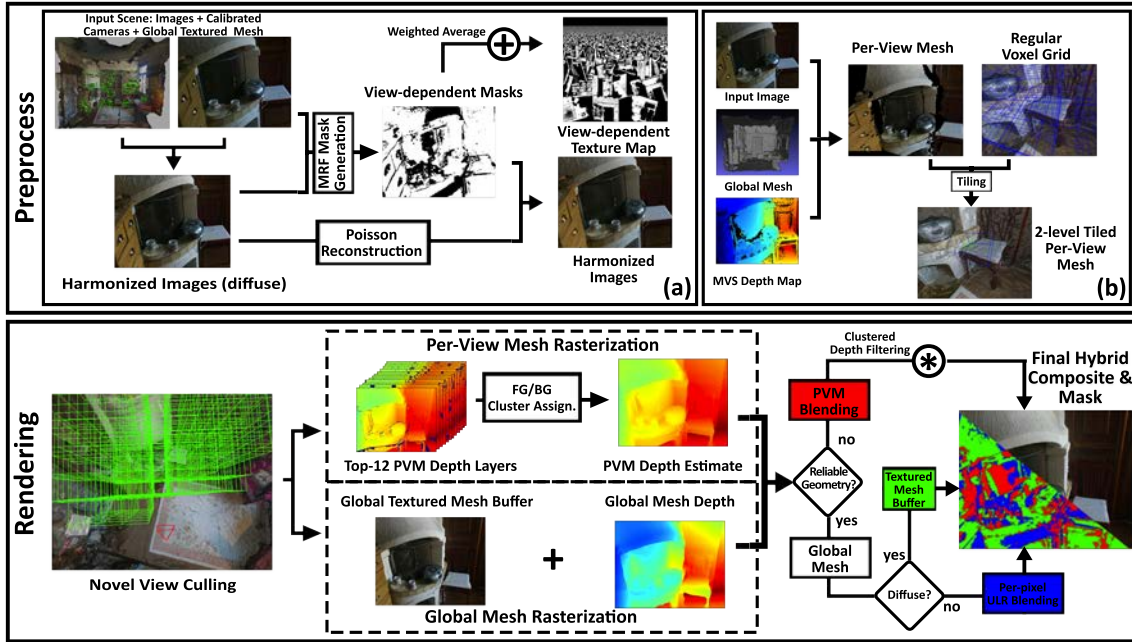 Preprocess
Input Scene: Images + Calibrated
Cameras + Global Textured Mesh
Weighted Average
View-dependent Masks
MRF Mask
Generation
View-dependent
Texture Map
Poisson
Reconstruction
Harmonized Images (diffuse)
Harmonized
Images
(a)
Input Image
Global Mesh
MVS Depth Map
Per-View Mesh
Regular
Voxel Grid
Tiling
2-level Tiled
Per-View
Mesh
(b)
Rendering
Novel View Culling
Per-View Mesh Rasterization
FG/BG
Cluster Assign.
Top-12 PVM Depth Layers
PVM Depth Estimate
Global Textured Mesh Buffer
Global Mesh Depth
Global Mesh Rasterization
Clustered
Depth Filtering
PVM
Blending
no
Reliable
Geometry?
yes
Global
Mesh
Diffuse?
yes
no
Textured
Mesh
Buffer
Per-pixel
ULR Blending
Final Hybrid
Composite &
Mask